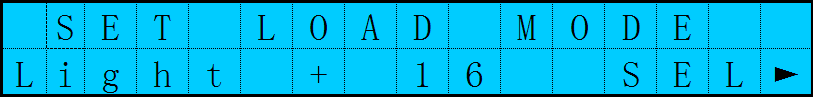 SET LOAD MODE
Light + 16 SEL►